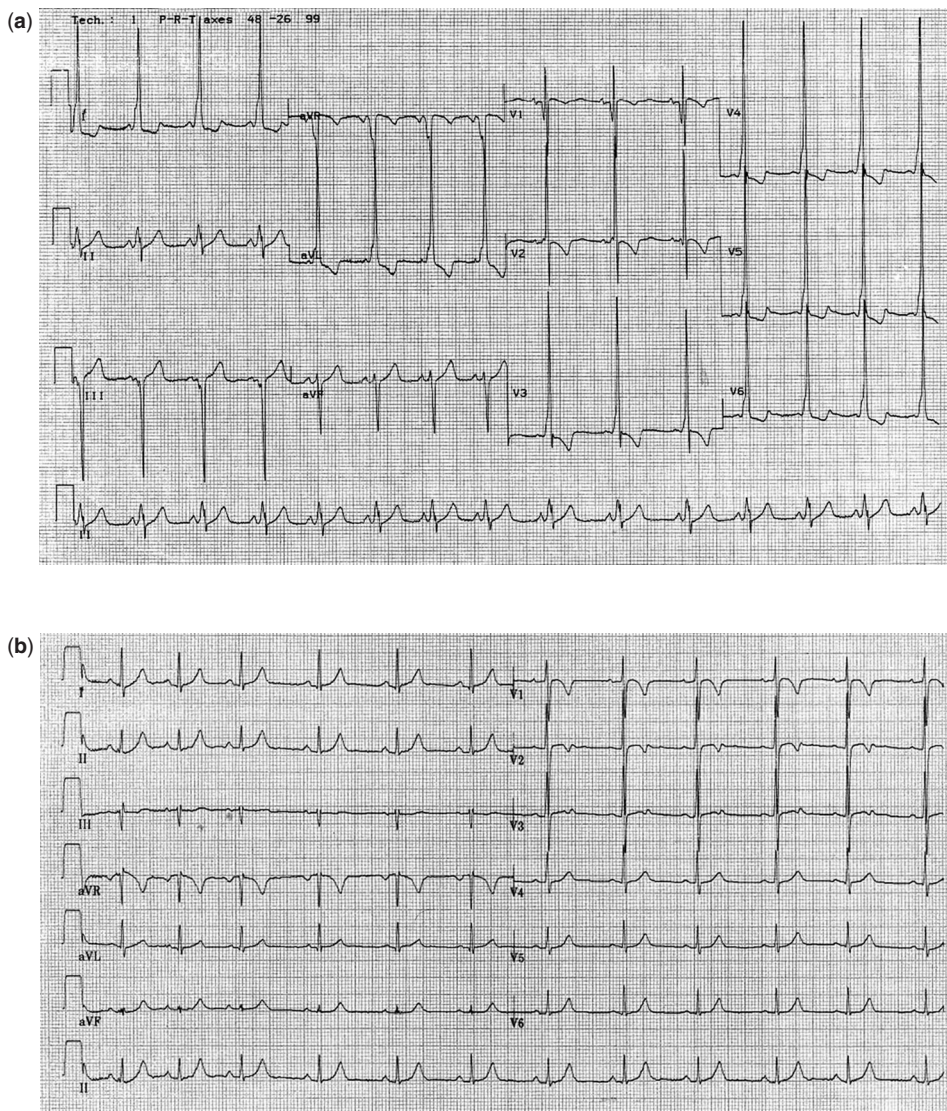 (a)
Tech.: 1 P-R-T axes 48 -26 99
I
aVR
V1
V4
II
aVL
V2
V5
III
aVF
V3
V6
II
(b)
I
V1
II
V2
III
V3
aVR
V4
aVL
V5
aVF
V6
II